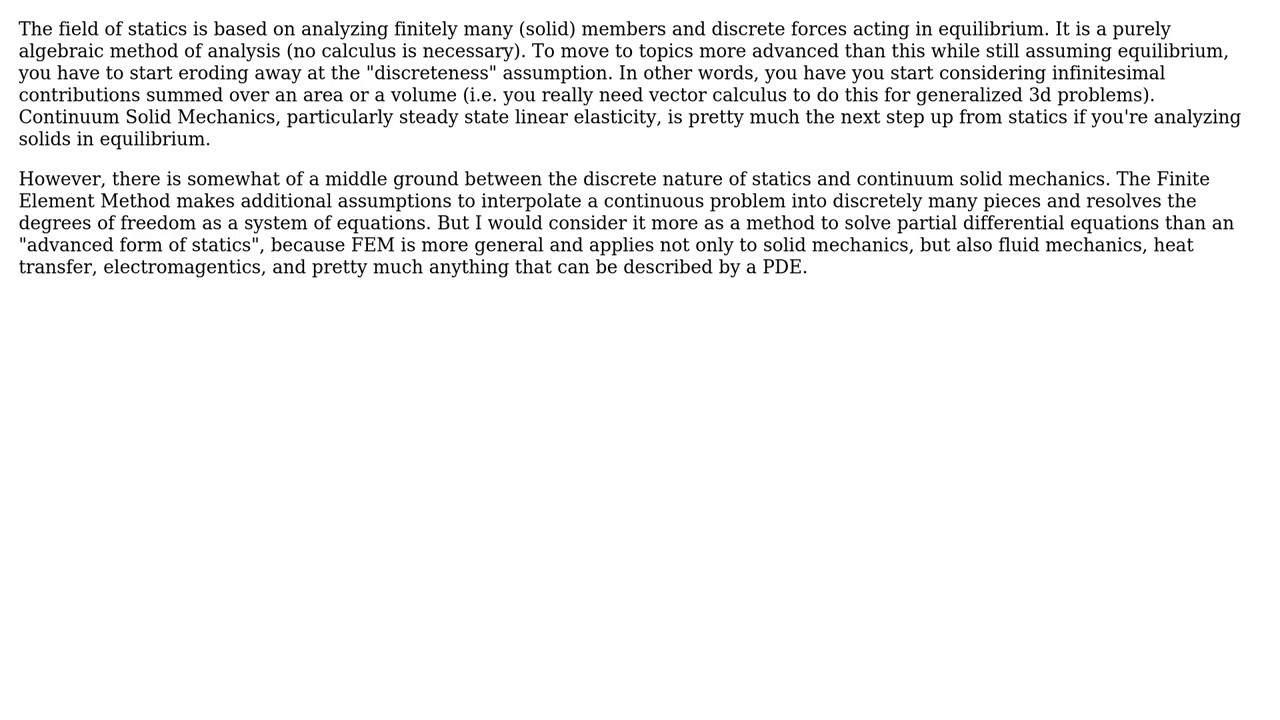 The field of statics is based on analyzing finitely many (solid) members and discrete forces acting in equilibrium. It is a purely
algebraic method of analysis (no calculus is necessary). To move to topics more advanced than this while still assuming equilibrium,
you have to start eroding away at the "discreteness" assumption. In other words, you have you start considering infinitesimal
contributions summed over an area or a volume (i.e. you really need vector calculus to do this for generalized 3d problems).
Continuum Solid Mechanics, particularly steady state linear elasticity, is pretty much the next step up from statics if you're analyzing
solids in equilibrium.
However, there is somewhat of a middle ground between the discrete nature of statics and continuum solid mechanics. The Finite
Element Method makes additional assumptions to interpolate a continuous problem into discretely many pieces and resolves the
degrees of freedom as a system of equations. But I would consider it more as a method to solve partial differential equations than an
"advanced form of statics", because FEM is more general and applies not only to solid mechanics, but also fluid mechanics, heat
transfer, electromagentics, and pretty much anything that can be described by a PDE.